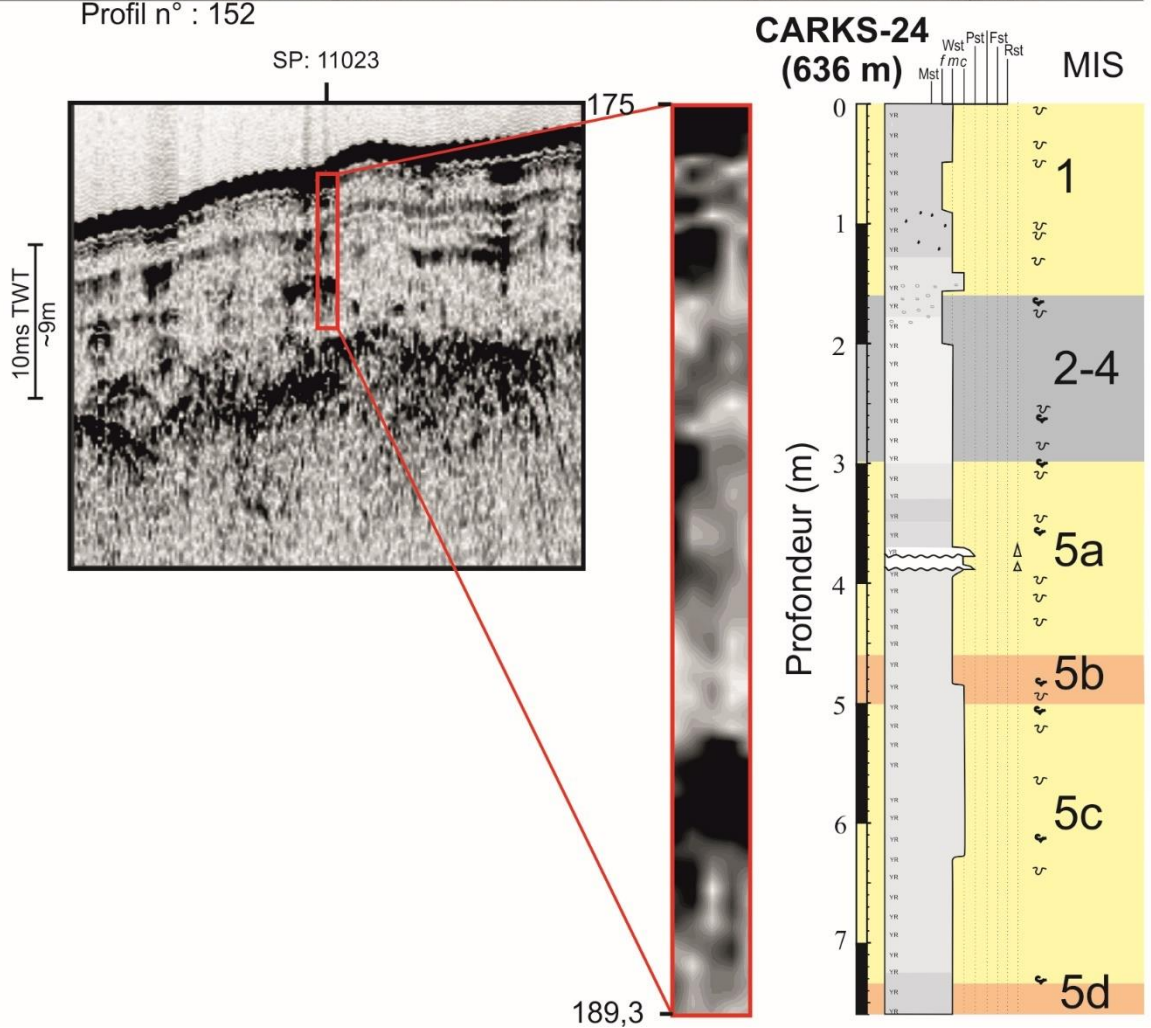 Profil n° : 152
SP: 11023
10ms TWT
~9m
175
189,3
CARKS-24
(636 m)
Mst
Wst
f m c
Pst
Fst
Rst
MIS
Profondeur (m)
0
1
2
3
4
5
6
7
1
2-4
5a
5b
5c
5d
YR